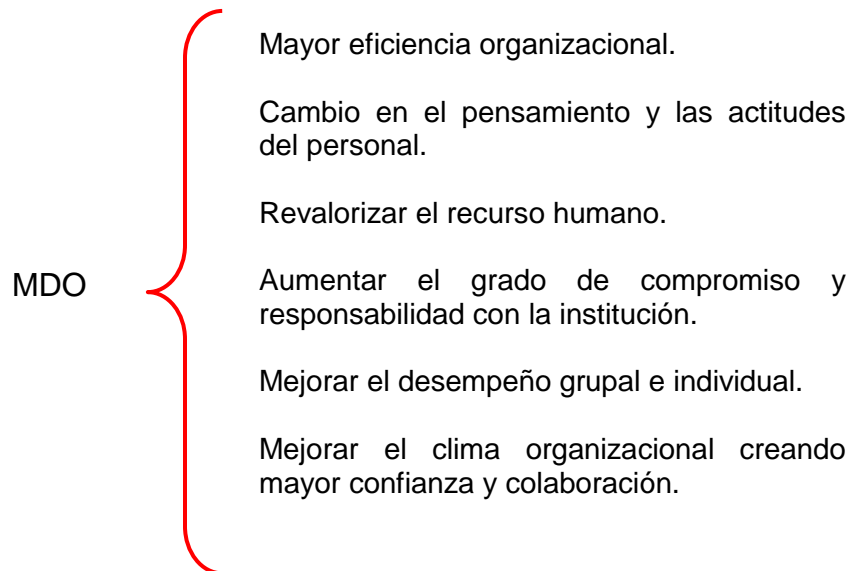 Mayor eficiencia organizacional.
Cambio en el pensamiento y las actitudes
del personal.
Revalorizar el recurso humano.
MDO
Aumentar el grado de compromiso y
responsabilidad con la institución.
Mejorar el desempeño grupal e individual.
Mejorar el clima organizacional creando
mayor confianza y colaboración.